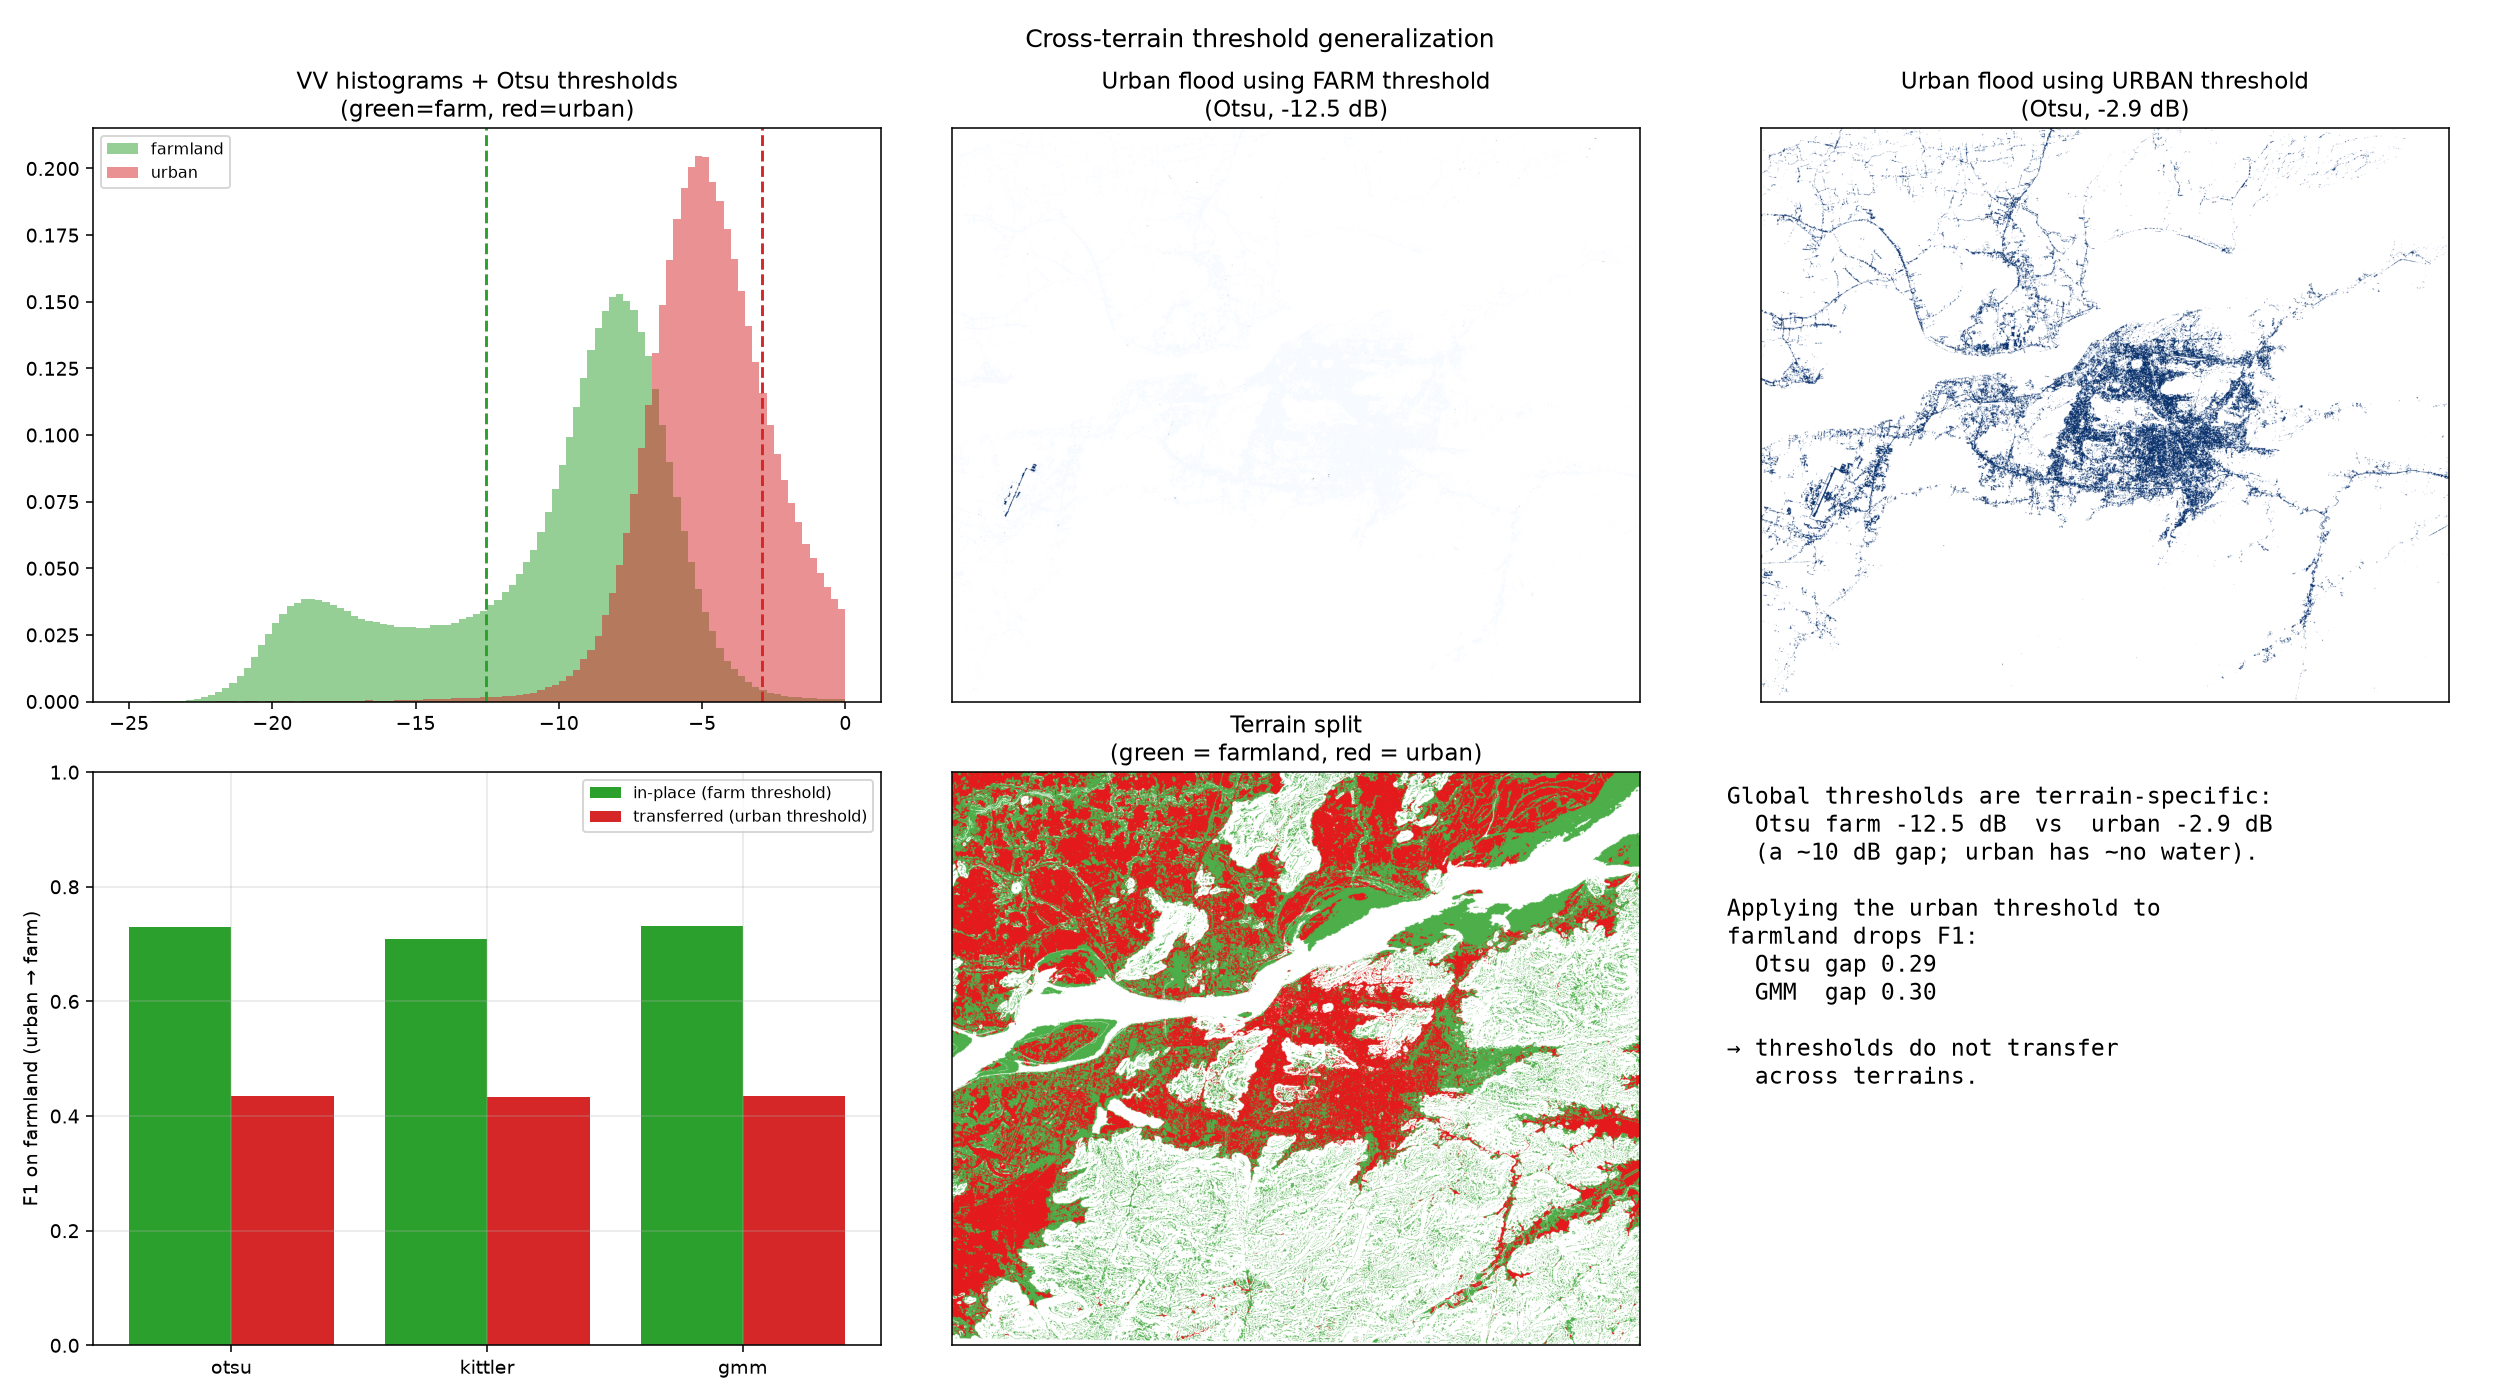 Cross-terrain threshold generalization
VV histograms + Otsu thresholds
(green=farm, red=urban)
farmland
urban
0.200
0.175
0.150
0.125
0.100
0.075
0.050
0.025
0.000
−25
−20
−15
−10
−5
0
Urban flood using FARM threshold
(Otsu, -12.5 dB)
Urban flood using URBAN threshold
(Otsu, -2.9 dB)
F1 on farmland (urban → farm)
1.0
0.8
0.6
0.4
0.2
0.0
in-place (farm threshold)
transferred (urban threshold)
otsu
kittler
gmm
Terrain split
(green = farmland, red = urban)
Global thresholds are terrain-specific:
Otsu farm -12.5 dB  vs  urban -2.9 dB
(a ~10 dB gap; urban has ~no water).
Applying the urban threshold to
farmland drops F1:
Otsu gap 0.29
GMM  gap 0.30
→ thresholds do not transfer
across terrains.